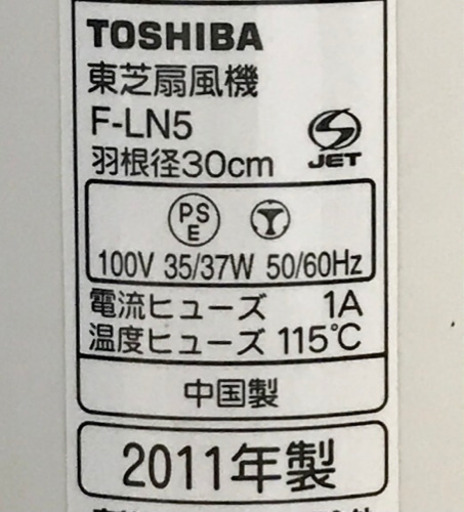 TOSHIBA
東芝扇風機
F-LN5
JET
羽根径30cm
PS
E
100V 35/37W 50/60Hz
電流ヒューズ 1A
温度ヒューズ 115℃
中国製
2011年製